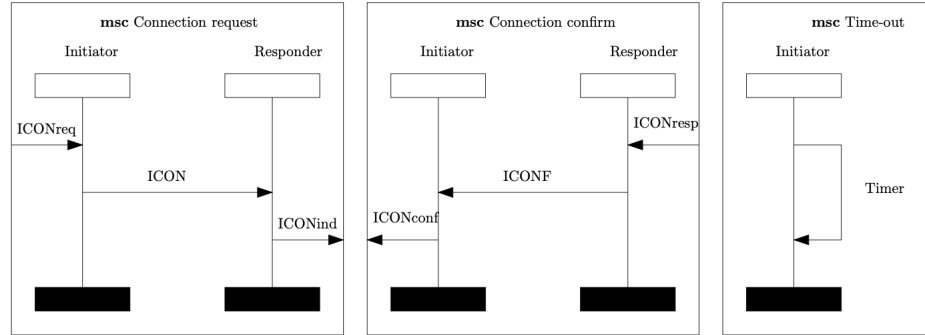 msc Connection request
Initiator
Responder
ICONreq
ICON
ICONind
msc Connection confirm
Initiator
Responder
ICONresp
ICONF
ICONconf
msc Time-out
Initiator
Timer